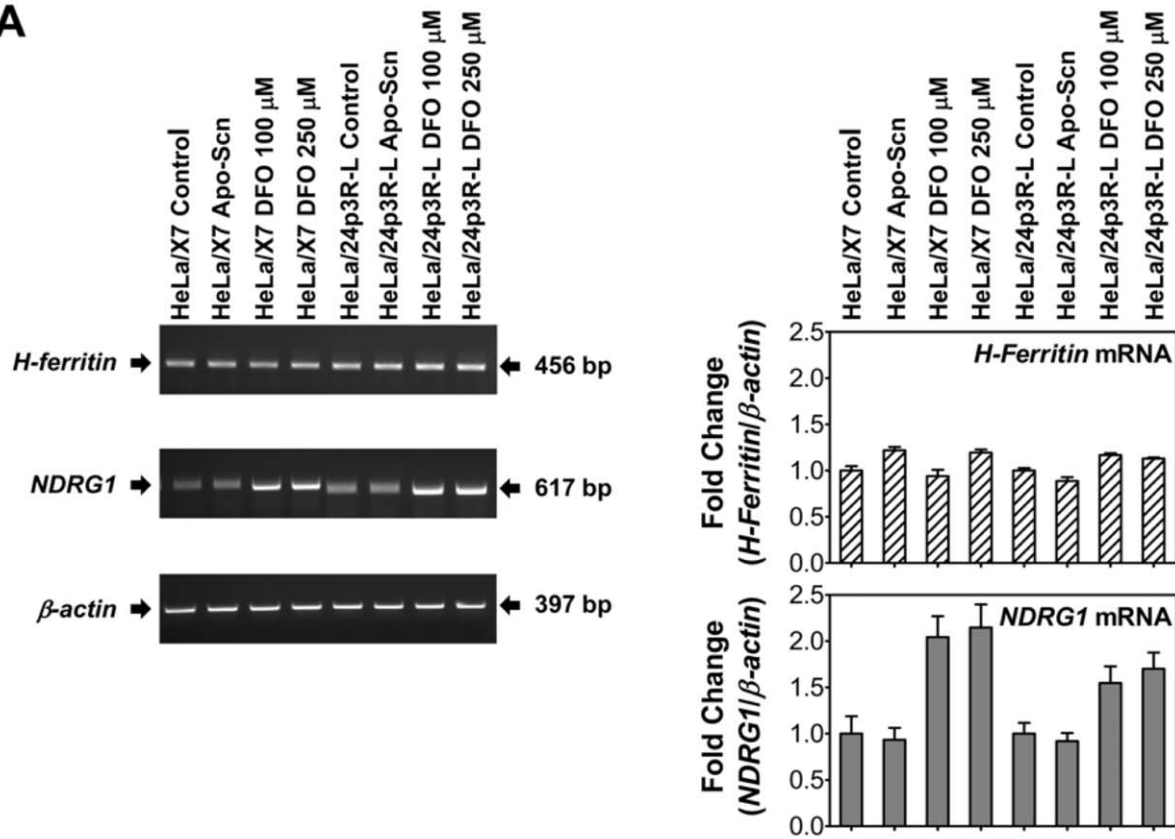 A
HeLa/X7 Control
HeLa/X7 Apo-Scn
HeLa/X7 DFO 100 μM
HeLa/X7 DFO 250 μM
HeLa/24p3R-L Control
HeLa/24p3R-L Apo-Scn
HeLa/24p3R-L DFO 100 μM
HeLa/24p3R-L DFO 250 μM
H-ferritin
456 bp
NDRG1
617 bp
β-actin
397 bp
HeLa/X7 Control
HeLa/X7 Apo-Scn
HeLa/X7 DFO 100 μM
HeLa/X7 DFO 250 μM
HeLa/24p3R-L Control
HeLa/24p3R-L Apo-Scn
HeLa/24p3R-L DFO 100 μM
HeLa/24p3R-L DFO 250 μM
Fold Change
(H-Ferritin/β-actin)
2.5
2.0
1.5
1.0
0.5
0.0
H-Ferritin mRNA
Fold Change
(NDRG1/β-actin)
2.5
2.0
1.5
1.0
0.5
0.0
NDRG1 mRNA